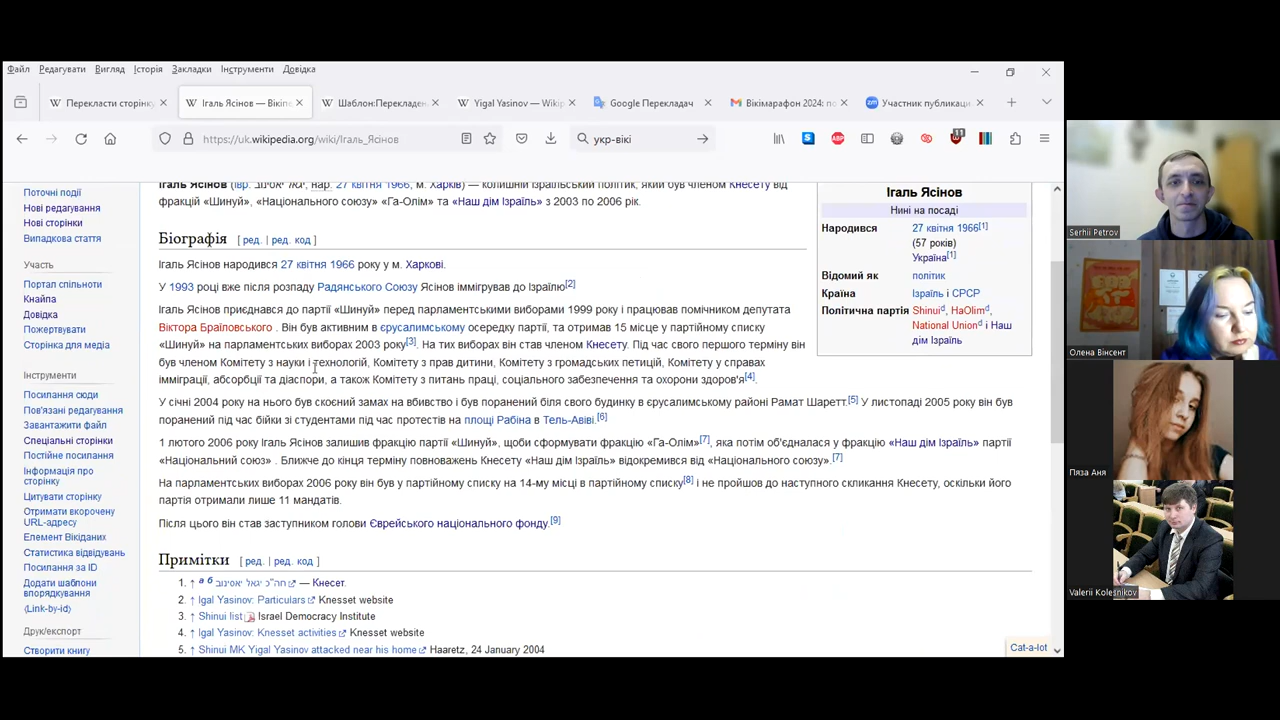 Файл Редагувати Вигляд Історія Закладки Інструменти Довідка
Перекласти сторінку Ігаль Ясінов — Вікіпе Шаблон:Перекладен Yigal Yasinov — Wikip Google Перекладач Вікімарафон 2024: по Участник публикаци
https://uk.wikipedia.org/wiki/Ігаль_Ясінов укр-вікі 11
Поточні події
Нові редагування
Нові сторінки
Випадкова стаття
Участь
Портал спільноти
Кнайпа
Довідка
Пожертвувати
Сторінка для медіа
Інструменти
Посилання сюди
Пов'язані редагування
Завантажити файл
Спеціальні сторінки
Постійне посилання
Інформація про
сторінку
Цитувати сторінку
Отримати вкорочену
URL-адресу
Елемент Вікіданих
Статистика відвідувань
Посилання за ID
Додати шаблони
впорядкування
(Link-by-id)
Друк/експорт
Створити книгу
Ігаль Ясінов (івр. יגאל יאסינוב, нар. 27 квітня 1966, м. Харків) — колишній ізраїльський політик, який був членом Кнесету від
фракцій «Шинуй», «Національного союзу» «Га-Олім» та «Наш дім Ізраїль» з 2003 по 2006 рік.
Біографія [ ред. | ред. код ]
Ігаль Ясінов народився 27 квітня 1966 року у м. Харкові.
У 1993 році вже після розпаду Радянського Союзу Ясінов іммігрував до Ізраїлю[2]
Ігаль Ясінов приєднався до партії «Шинуй» перед парламентськими виборами 1999 року і працював помічником депутата
Віктора Браїловського . Він був активним в єрусалимському осередку партії, та отримав 15 місце у партійному списку
«Шинуй» на парламентських виборах 2003 року[3]. На тих виборах він став членом Кнесету. Під час свого першого терміну він
був членом Комітету з науки і технологій, Комітету з прав дитини, Комітету з громадських петицій, Комітету у справах
імміграції, абсорбції та діаспори, а також Комітету з питань праці, соціального забезпечення та охорони здоров'я[4].
У січні 2004 року на нього був скоєний замах на вбивство і був поранений біля свого будинку в єрусалимському районі Рамат Шаретт.[5] У листопаді 2005 року він був
поранений під час бійки зі студентами під час протестів на площі Рабіна в Тель-Авіві.[6]
1 лютого 2006 року Ігаль Ясінов залишив фракцію партії «Шинуй», щоби сформувати фракцію «Га-Олім»[7], яка потім об'єдналася у фракцію «Наш дім Ізраїль» партії
«Національний союз» . Ближче до кінця терміну повноважень Кнесету «Наш дім Ізраїль» відокремився від «Національного союзу».[7]
На парламентських виборах 2006 року він був у партійному списку на 14-му місці в партійному списку[8] і не пройшов до наступного скликання Кнесету, оскільки його
партія отримали лише 11 мандатів.
Після цього він став заступником голови Єврейського національного фонду.[9]
Примітки [ ред. | ред. код ]
1. ↑ а б חה"כ יגאל יאסינוב — Кнесет.
2. ↑ Igal Yasinov: Particulars Knesset website
3. ↑ Shinui list Israel Democracy Institute
4. ↑ Igal Yasinov: Knesset activities Knesset website
5. ↑ Shinui MK Yigal Yasinov attacked near his home Haaretz, 24 January 2004
Ігаль Ясінов
Нині на посаді
Народився 27 квітня 1966[1]
(57 років)
Україна[1]
Відомий як політик
Країна Ізраїль і СРСР
Політична партія Shinui d, HaOlim d,
National Union d і Наш
дім Ізраїль
Cat-a-lot
Serhii Petrov
Олена Вінсент
Пяза Аня
Valerii Kolesnikov